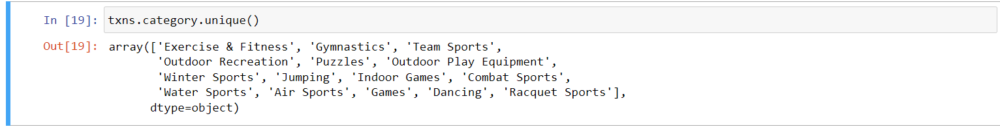 In [19]: txns.category.unique()
Out[19]: array(['Exercise & Fitness', 'Gymnastics', 'Team Sports',
'Outdoor Recreation', 'Puzzles', 'Outdoor Play Equipment',
'Winter Sports', 'Jumping', 'Indoor Games', 'Combat Sports',
'Water Sports', 'Air Sports', 'Games', 'Dancing', 'Racquet Sports'],
dtype=object)